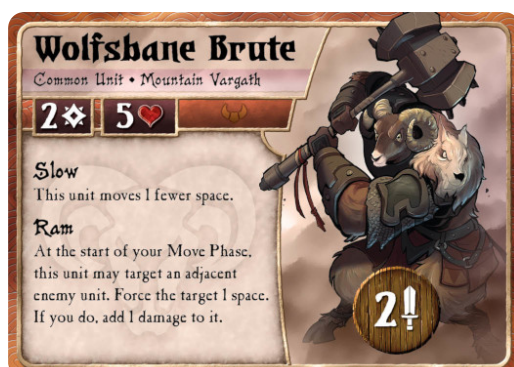 Wolfsbane Brute
Common Unit • Mountain Vargath
2 5
Slow
This unit moves 1 fewer space.
Ram
At the start of your Move Phase,
this unit may target an adjacent
enemy unit. Force the target 1 space.
If you do, add 1 damage to it.
2